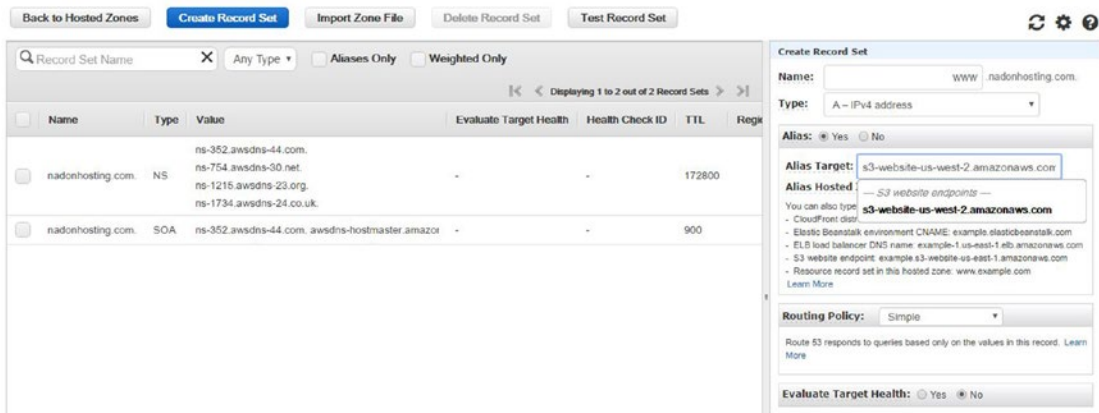 Back to Hosted Zones Create Record Set Import Zone File Delete Record Set Test Record Set
Record Set Name X Any Type Aliases Only Weighted Only
Displaying 1 to 2 out of 2 Record Sets
Name Type Value Evaluate Target Health Health Check ID TTL Regi
nadonhosting.com. NS ns-352.awsdns-44.com. - - 172800
ns-754.awsdns-30.net.
ns-1215.awsdns-23.org.
ns-1734.awsdns-24.co.uk.
nadonhosting.com. SOA ns-352.awsdns-44.com. awsdns-hostmaster.amazon - - 900
Create Record Set
Name: www .nadonhosting.com.
Type: A – IPv4 address
Alias: Yes No
Alias Target: s3-website-us-west-2.amazonaws.com
Alias Hosted
— S3 website endpoints —
s3-website-us-west-2.amazonaws.com
You can also type
- CloudFront distr
- Elastic Beanstalk environment CNAME: example.elasticbeanstalk.com
- ELB load balancer DNS name: example-1.us-east-1.elb.amazonaws.com
- S3 website endpoint: example.s3-website-us-east-1.amazonaws.com
- Resource record set in this hosted zone: www.example.com
Learn More
Routing Policy: Simple
Route 53 responds to queries based only on the values in this record. Learn
More
Evaluate Target Health: Yes No